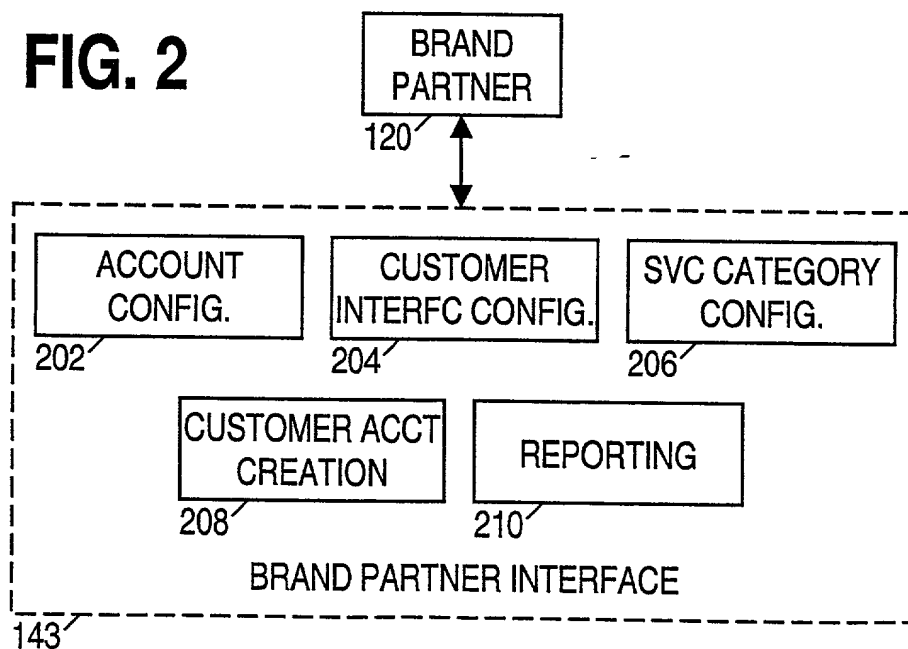 FIG. 2
BRAND
PARTNER
120
ACCOUNT
CONFIG.
202
CUSTOMER
INTERFC CONFIG.
204
SVC CATEGORY
CONFIG.
206
CUSTOMER ACCT
CREATION
208
REPORTING
210
BRAND PARTNER INTERFACE
143